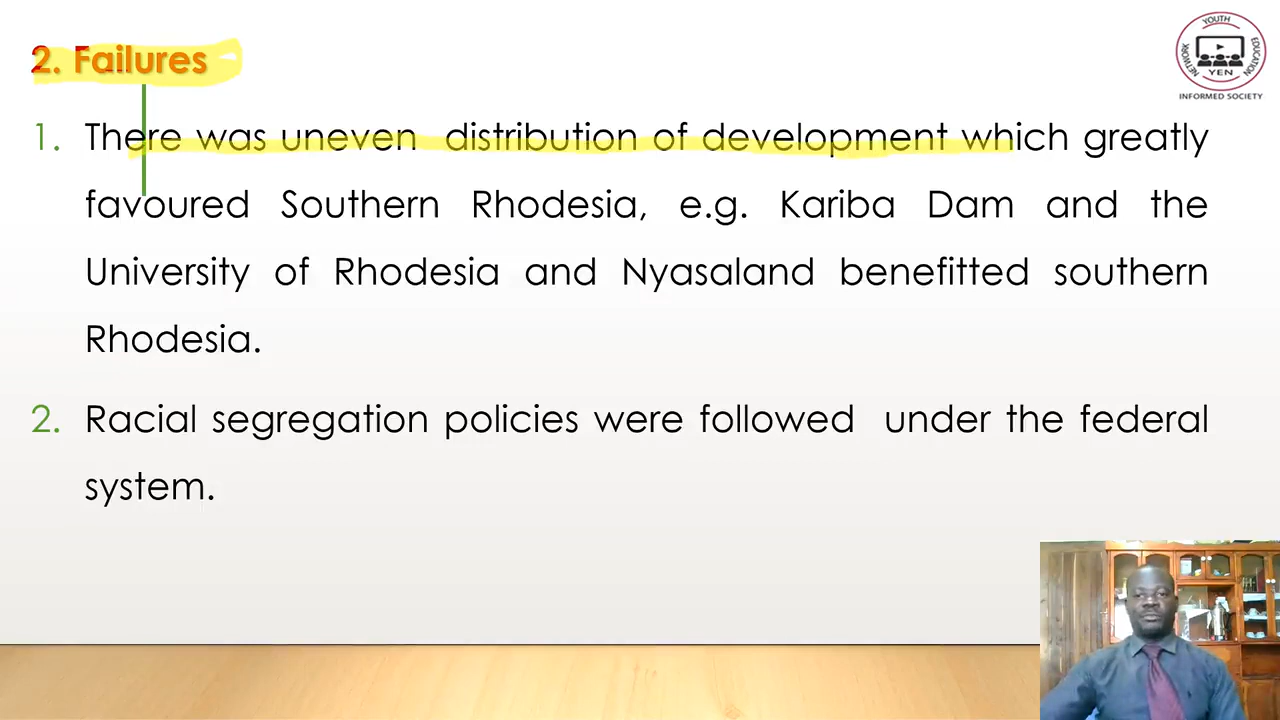 2. Failures
YOUTH
NETWORK
EDUCATION
YEN
INFORMED SOCIETY
1. There was uneven distribution of development which greatly
favoured Southern Rhodesia, e.g. Kariba Dam and the
University of Rhodesia and Nyasaland benefitted southern
Rhodesia.
2. Racial segregation policies were followed under the federal
system.